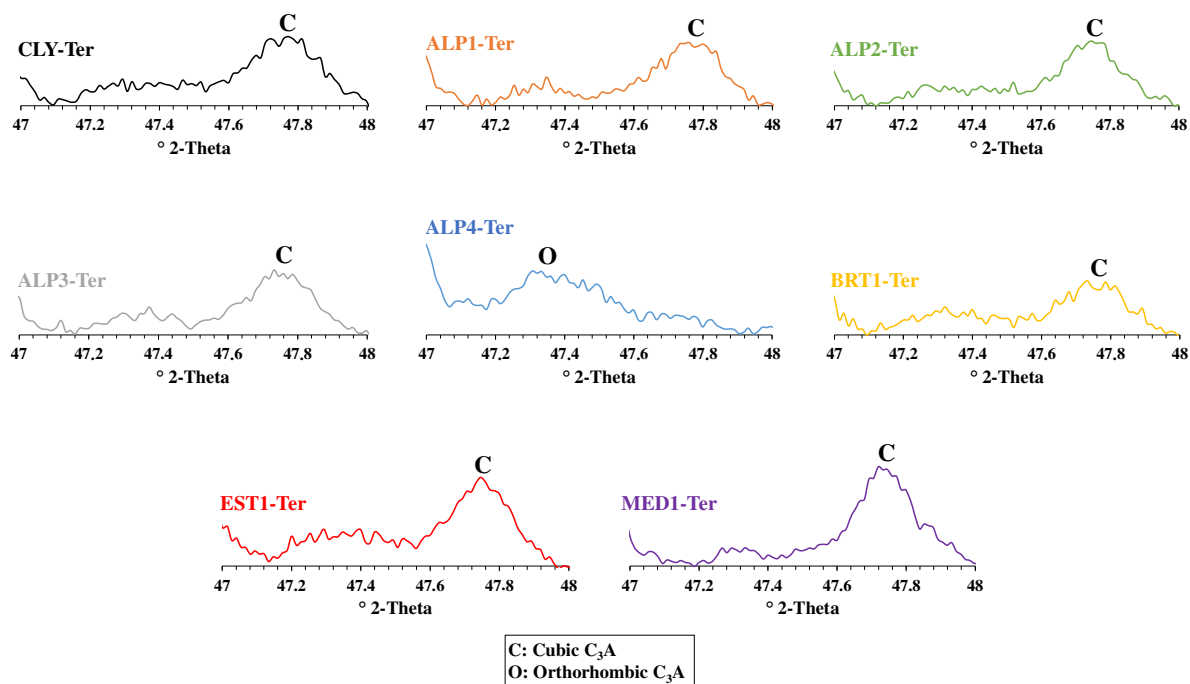 C
CLY-Ter
47 47.2 47.4 47.6 47.8 48
° 2-Theta
C
ALP1-Ter
47 47.2 47.4 47.6 47.8 48
° 2-Theta
C
ALP2-Ter
47 47.2 47.4 47.6 47.8 48
° 2-Theta
C
ALP3-Ter
47 47.2 47.4 47.6 47.8 48
° 2-Theta
ALP4-Ter
O
47 47.2 47.4 47.6 47.8 48
° 2-Theta
C
BRT1-Ter
47 47.2 47.4 47.6 47.8 48
° 2-Theta
C
EST1-Ter
47 47.2 47.4 47.6 47.8 48
° 2-Theta
C
MED1-Ter
47 47.2 47.4 47.6 47.8 48
° 2-Theta
C: Cubic C₃A
O: Orthorhombic C₃A